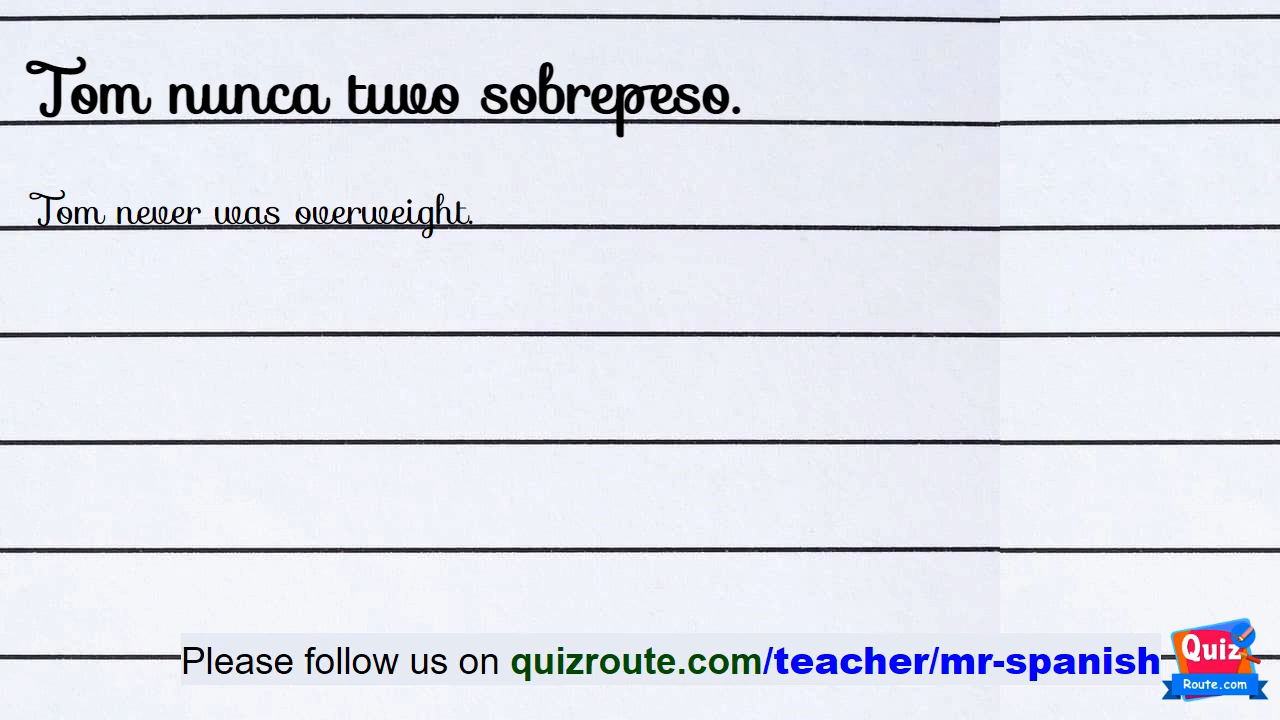 Tom nunca tuvo sobrepeso.
Tom never was overweight.
Please follow us on quizroute.com/teacher/mr-spanish
Quiz
Route.com